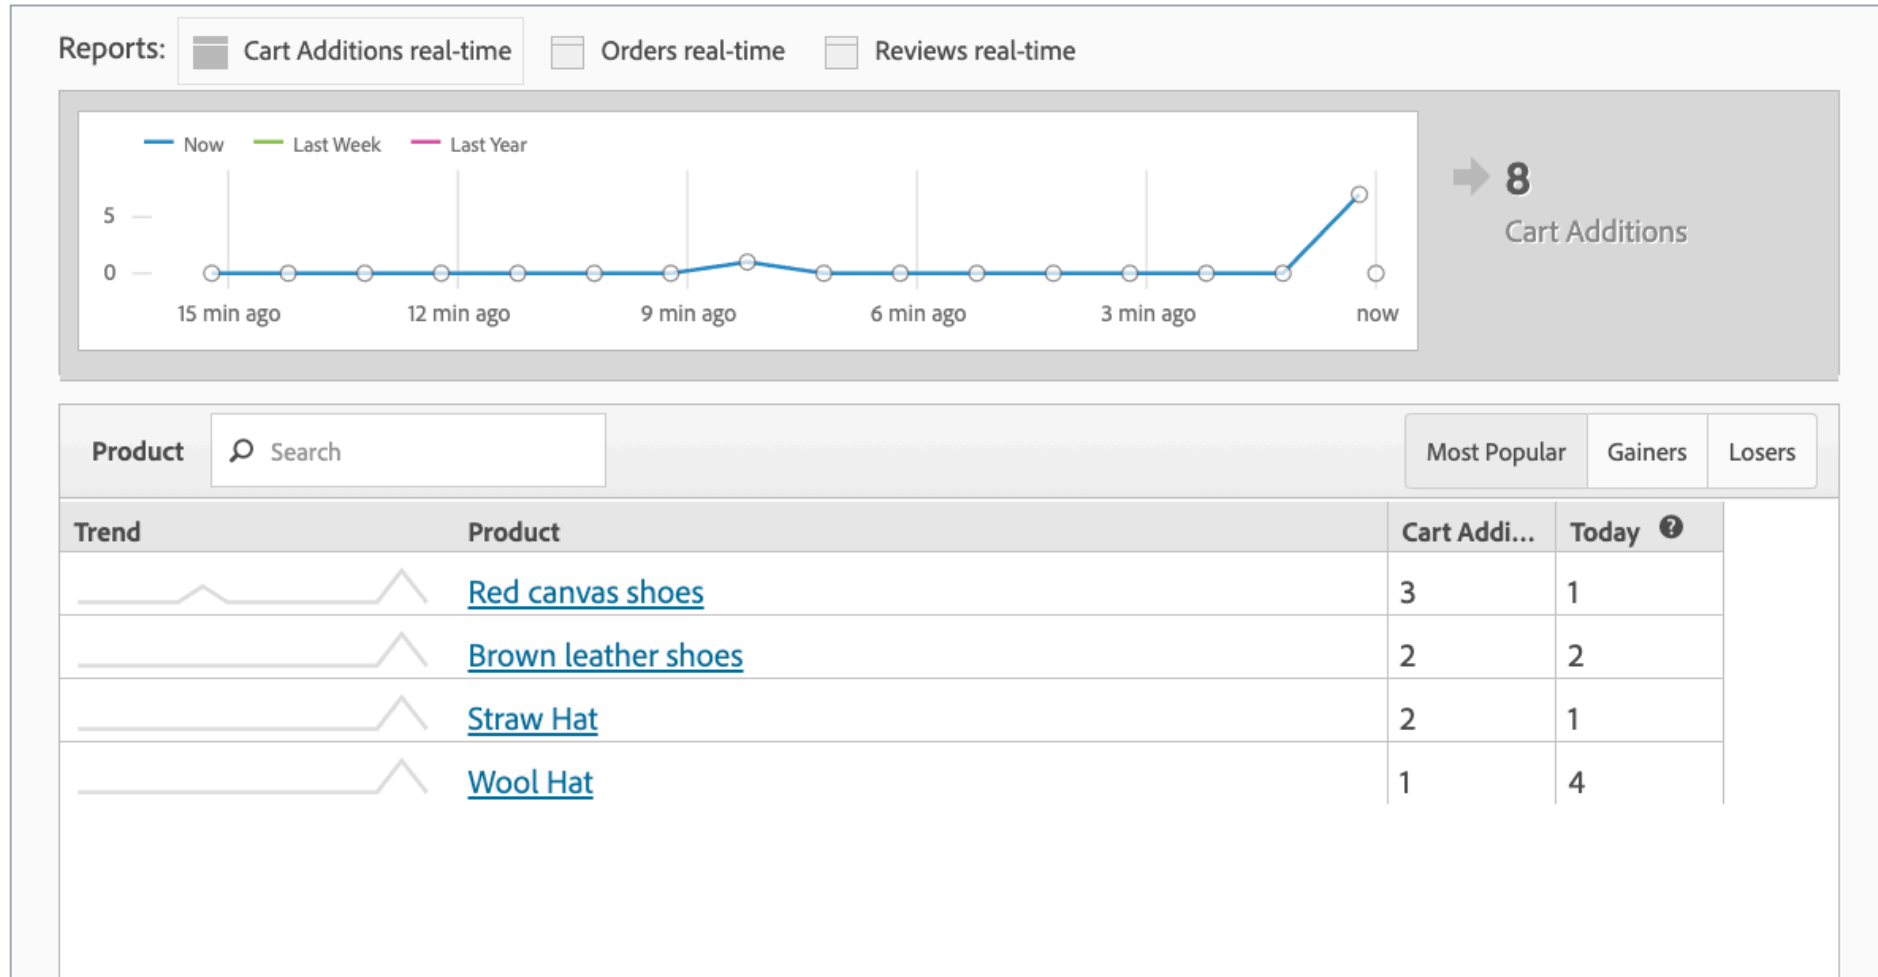 Reports: Cart Additions real-time Orders real-time Reviews real-time
Now Last Week Last Year
5
0
15 min ago 12 min ago 9 min ago 6 min ago 3 min ago now
8
Cart Additions
Product Search Most Popular Gainers Losers
Trend Product Cart Addi... Today ?
Red canvas shoes 3 1
Brown leather shoes 2 2
Straw Hat 2 1
Wool Hat 1 4